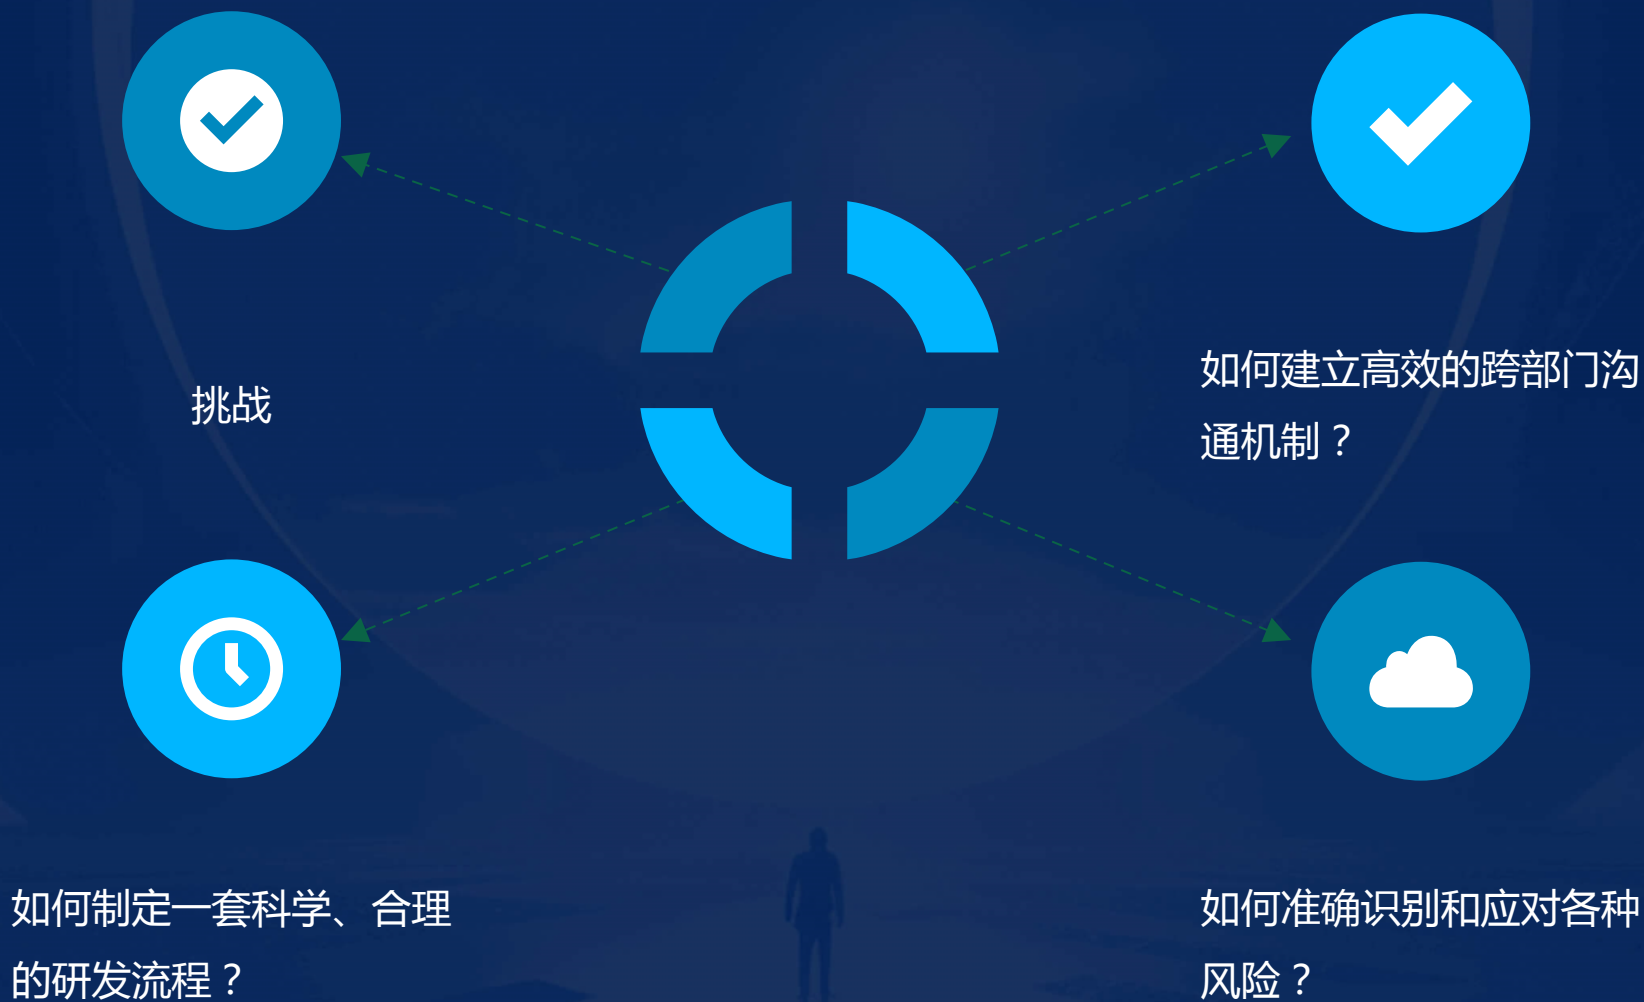 挑战
如何建立高效的跨部门沟
通机制？
如何制定一套科学、合理
的研发流程？
如何准确识别和应对各种
风险？